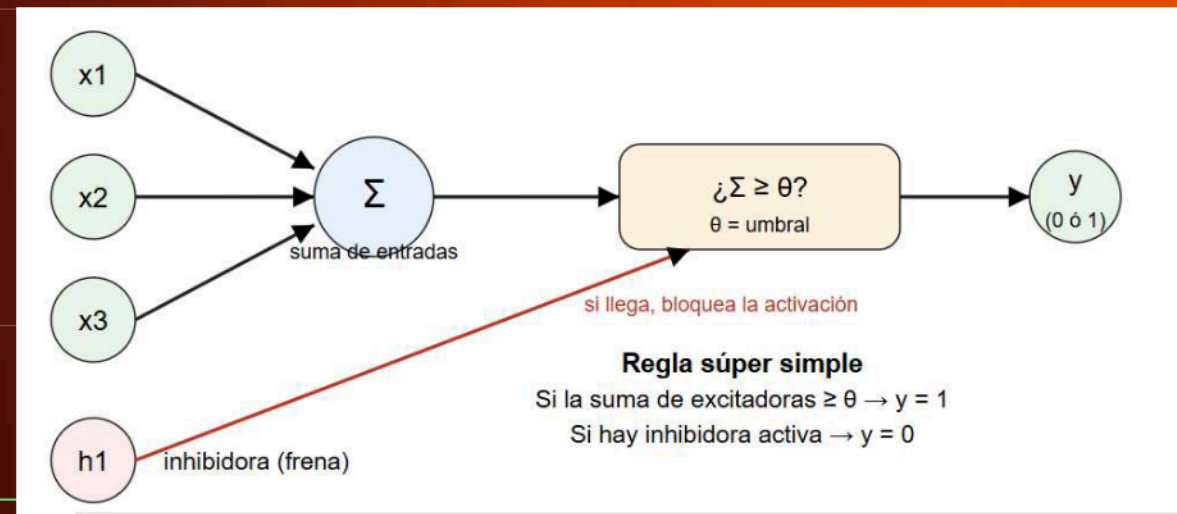 x1
x2
x3
h1
Σ
suma de entradas
¿Σ ≥ θ?
θ = umbral
y
(0 ó 1)
si llega, bloquea la activación
inhibidora (frena)
Regla súper simple
Si la suma de excitadoras ≥ θ → y = 1
Si hay inhibidora activa → y = 0